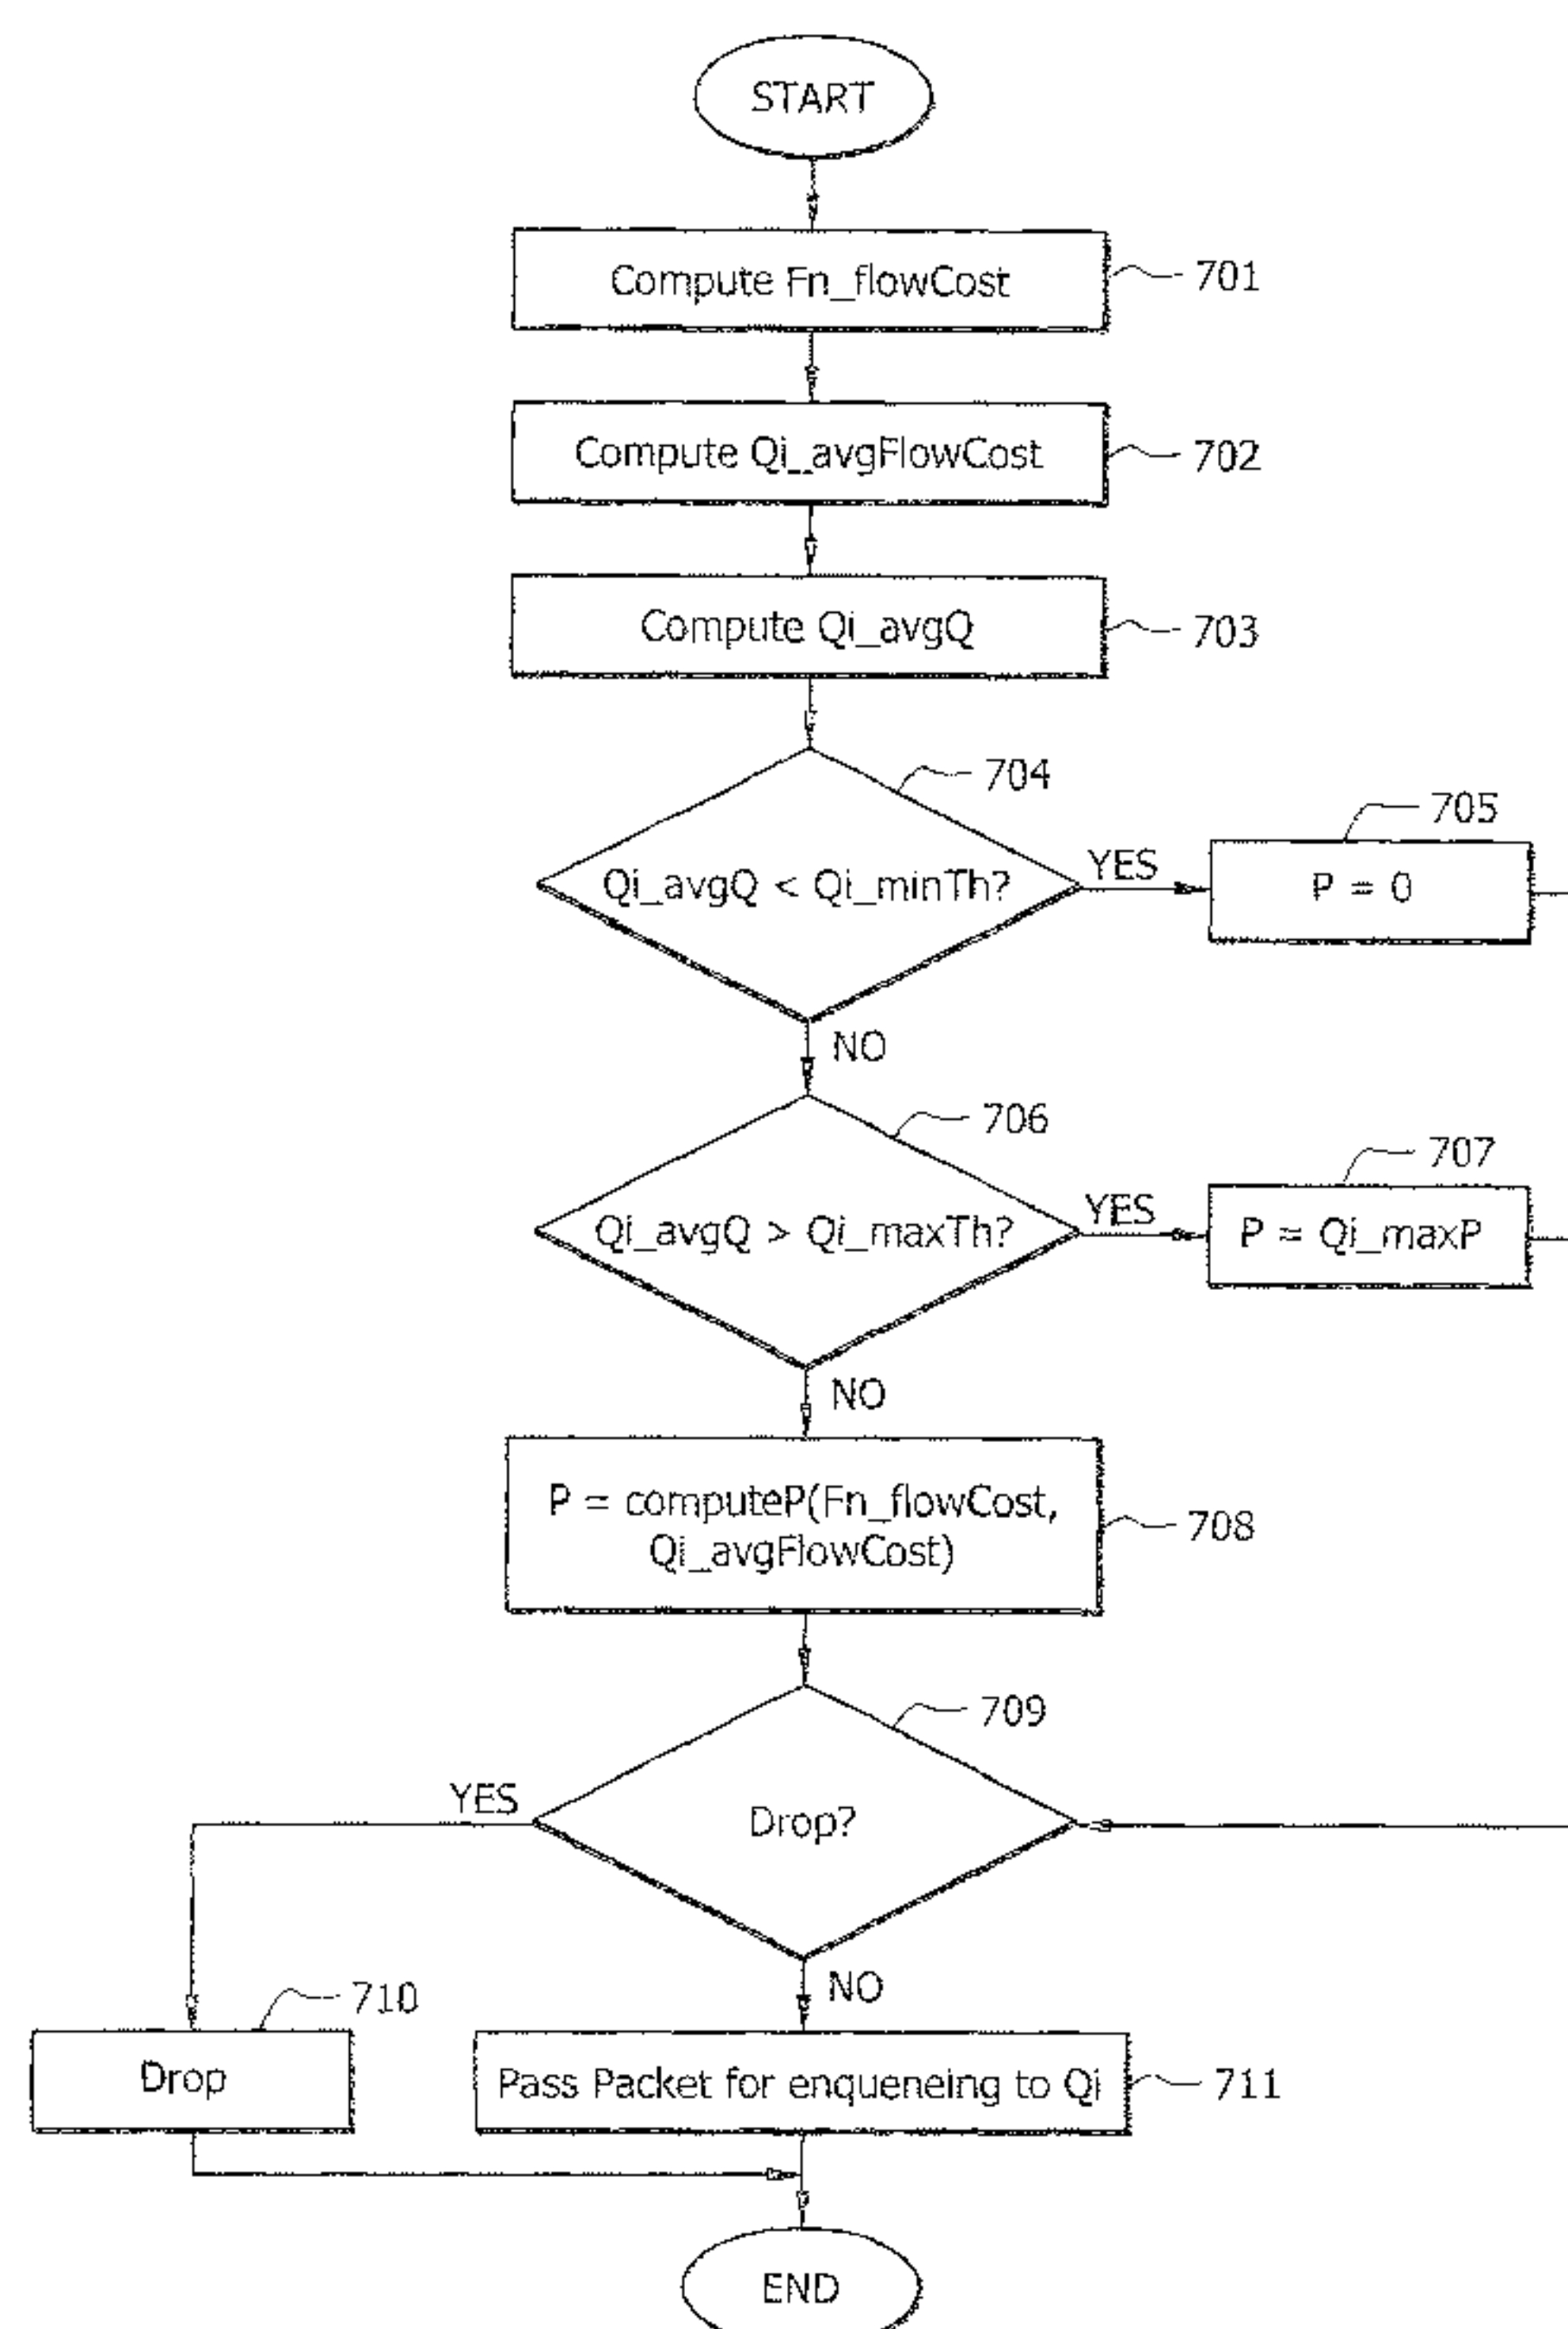 START
Compute Fn_flowCost
701
Compute Qi_avgFlowCost
702
Compute Qi_avgQ
703
704
Qi_avgQ < Qi_minTh?
YES
705
P = 0
NO
706
Qi_avgQ > Qi_maxTh?
YES
707
P = Qi_maxP
NO
P = computeP(Fn_flowCost,
Qi_avgFlowCost)
708
709
Drop?
YES
NO
710
Drop
Pass Packet for enqueneing to Qi
711
END